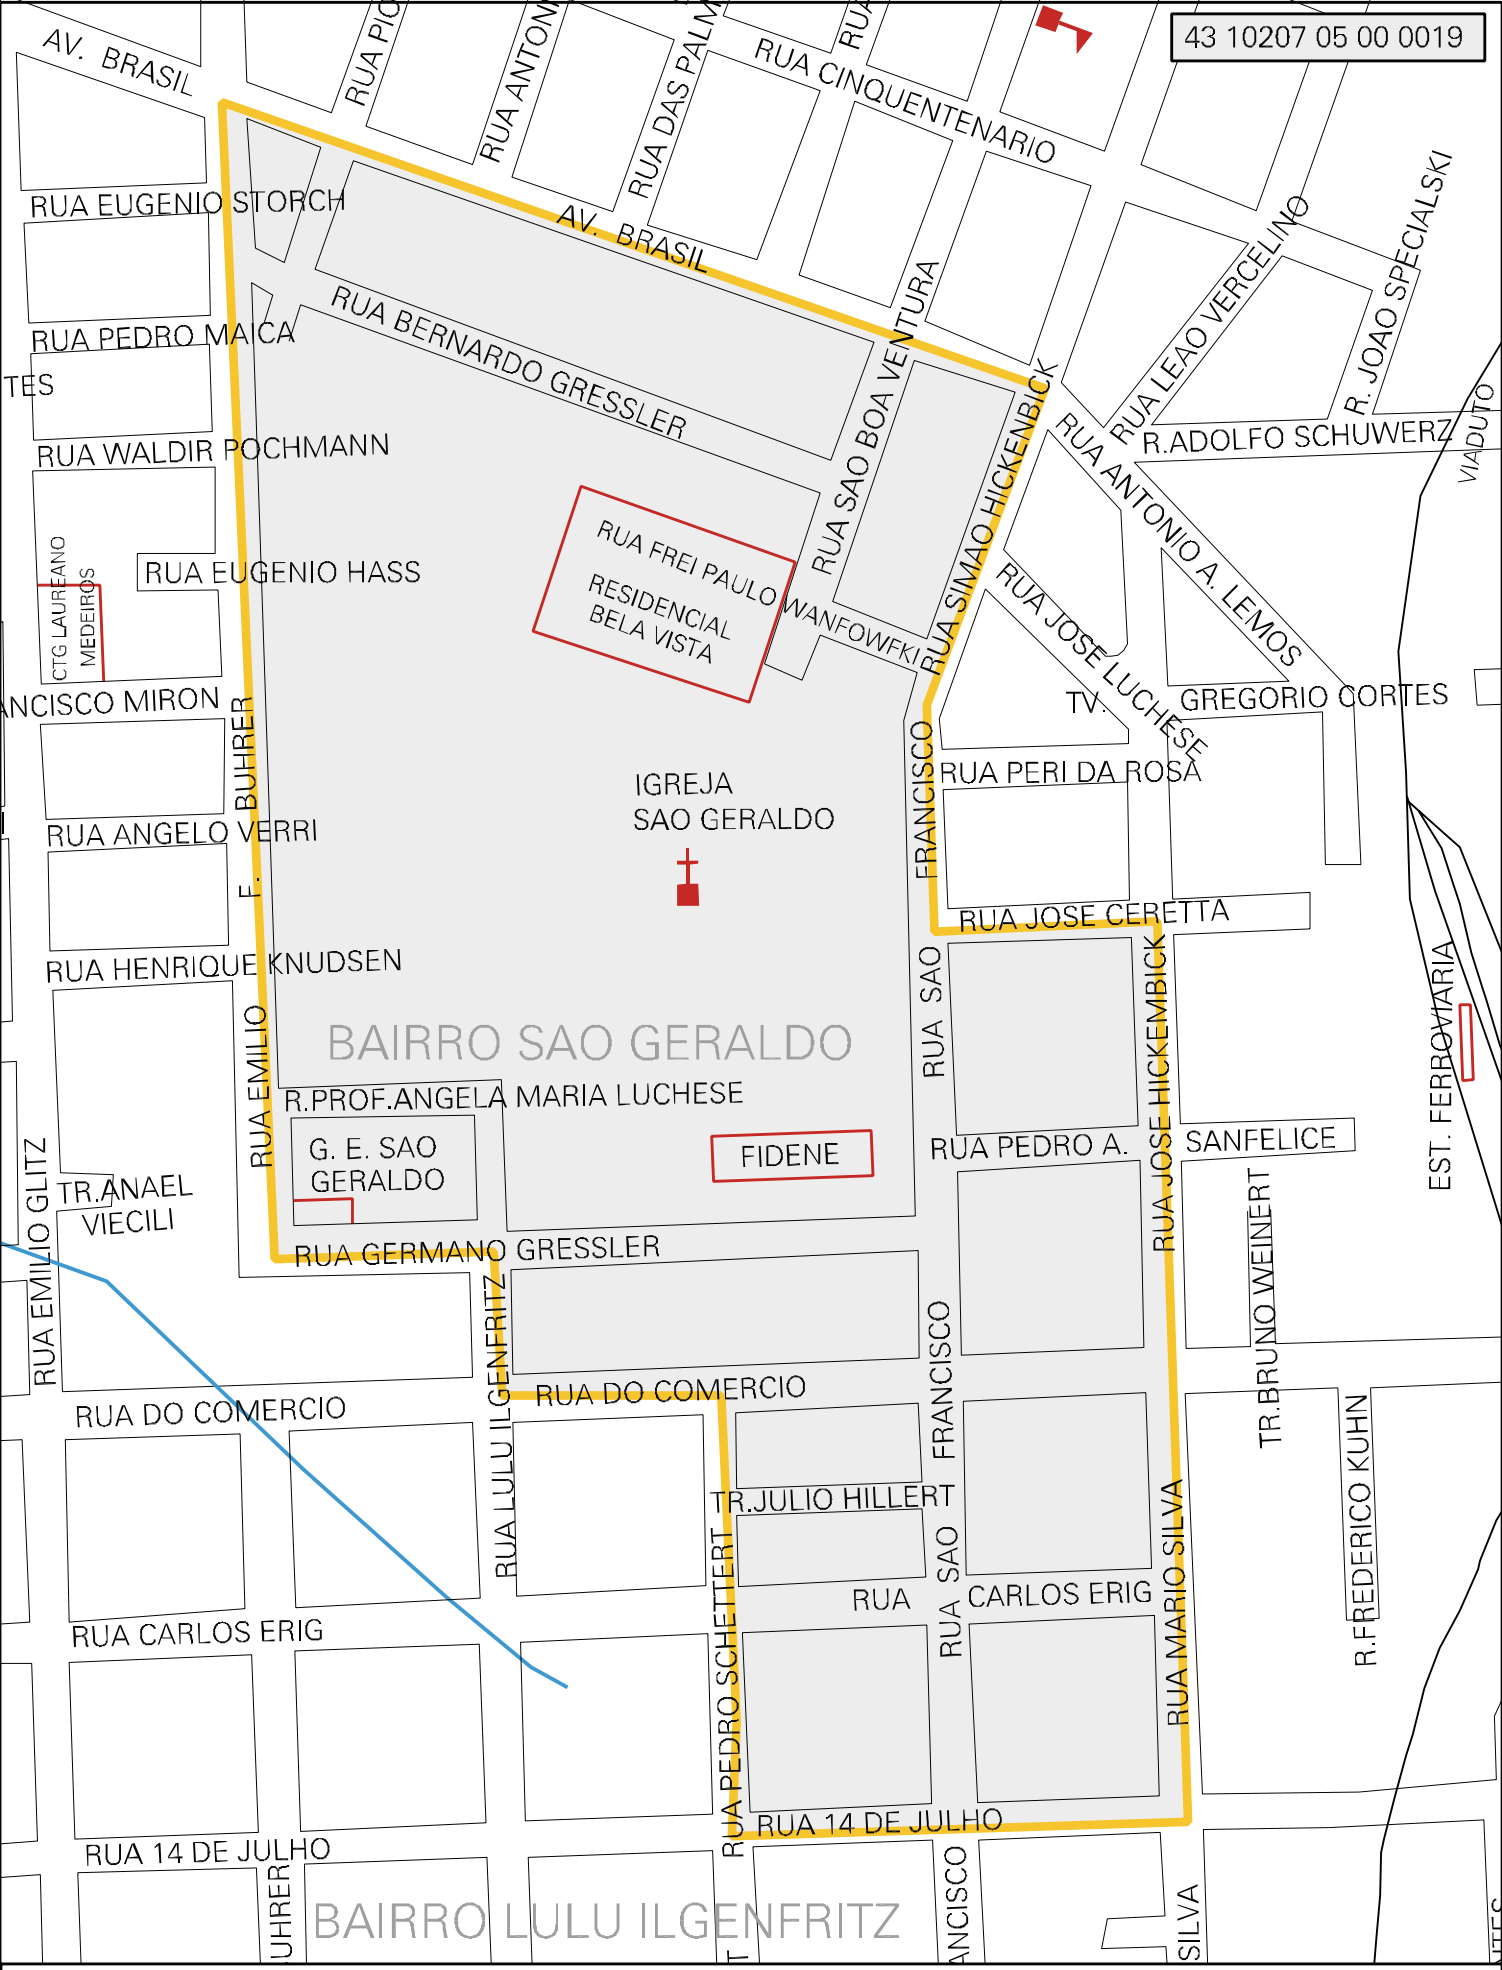 43 10207 05 00 0019
AV. BRASIL
RUA CINQUENTENARIO
RUA DAS
RUA EUGENIO STORCH
AV. BRASIL
RUA LEAO VERCELINO
R. JOAO SPECIALSKI
RUA PEDRO MAICA
RUA BERNARDO GRESSLER
RUA SAO BOA VENTURA
RUA SIMAO HICKENBICK
TES
RUA WALDIR POCHMANN
R.ADOLFO SCHUWERZ
VIADUTO
RUA ANTONIO A. LEMOS
RUA FREI PAULO WANFOWFKI
RESIDENCIAL
BELA VISTA
RUA EUGENIO HASS
CTG LAUREANO
MEDEIROS
RUA JOSE LUCHESE
TV. GREGORIO CORTES
ANCISCO MIRON
RUA PERI DA ROSA
IGREJA
SAO GERALDO
RUA ANGELO VERRI
RUA EMILIO F. BUHRER
RUA SAO FRANCISCO
RUA JOSE CERETTA
RUA HENRIQUE KNUDSEN
BAIRRO SAO GERALDO
RUA JOSE HICKEMBICK
EST. FERROVIARIA
R.PROF.ANGELA MARIA LUCHESE
G. E. SAO
GERALDO
FIDENE
RUA PEDRO A. SANFELICE
TR.ANAEL
VIECILI
RUA EMILIO GLITZ
RUA GERMANO GRESSLER
TR.BRUNO WEINERT
RUA LULU ILGENFRITZ
RUA DO COMERCIO
RUA DO COMERCIO
RUA SAO FRANCISCO
R.FREDERICO KUHN
TR.JULIO HILLERT
RUA MARIO SILVA
RUA PEDRO SCHETTERT
RUA CARLOS ERIG
RUA CARLOS ERIG
RUA 14 DE JULHO
RUA 14 DE JULHO
UHRER
BAIRRO LULU ILGENFRITZ
ANCISCO
SILVA